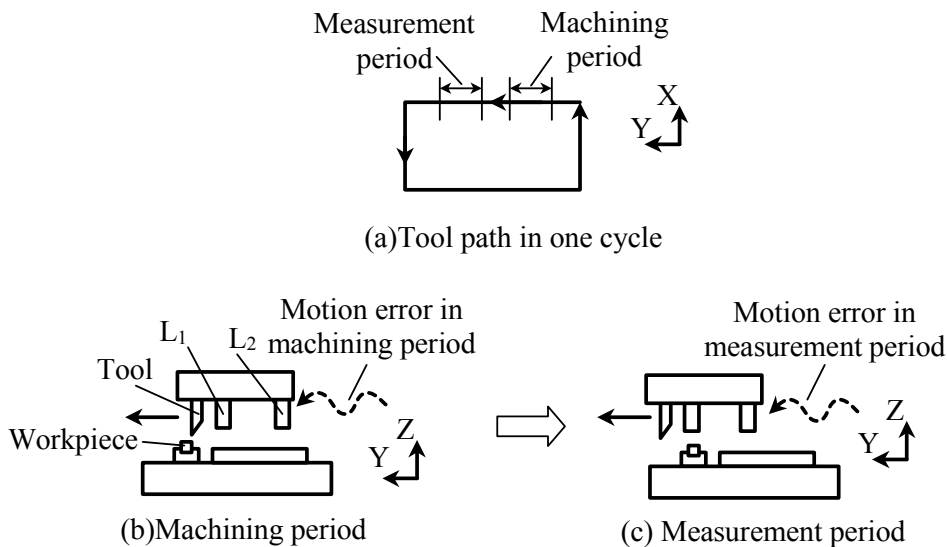 Measurement
period
Machining
period
X
Y
(a)Tool path in one cycle
L1
L2
Motion error in
machining period
Tool
Workpiece
Z
Y
(b)Machining period
Motion error in
measurement period
Z
Y
(c) Measurement period